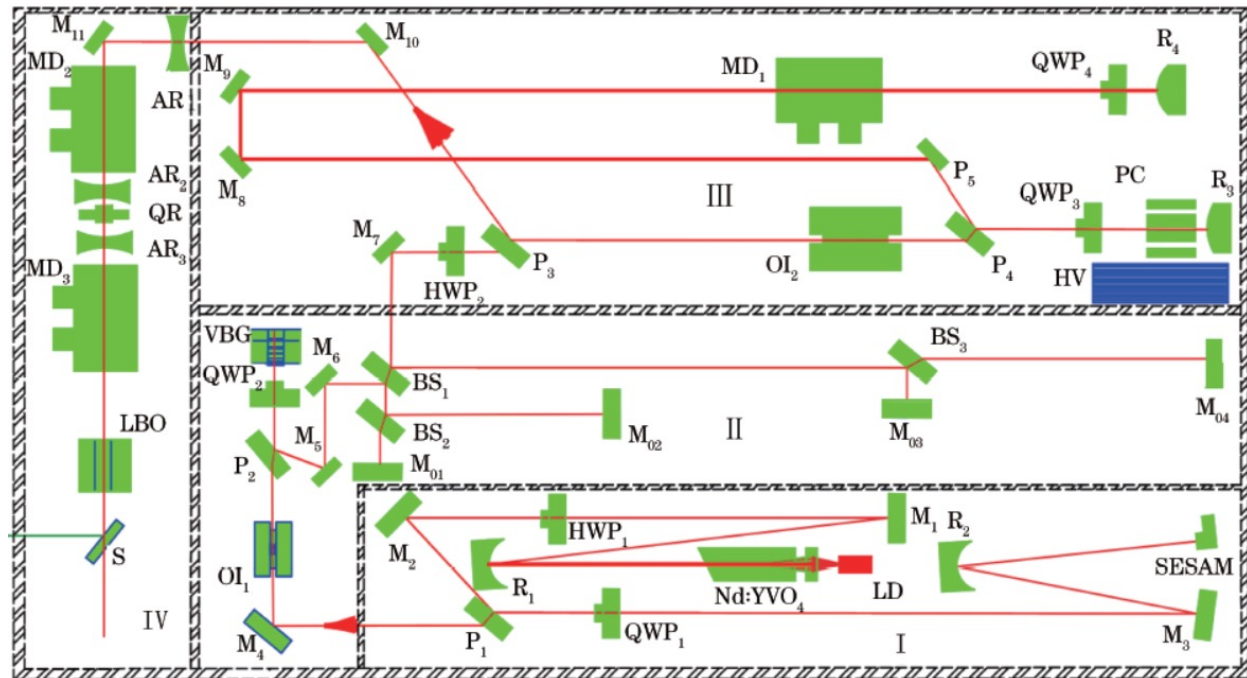 M₁₁
M₁₀
M₉
MD₂
AR
MD₁
QWP₄
R₄
AR₂
QR
AR₃
M₈
III
P₅
QWP₃
PC
R₃
M₇
HWP₂
P₃
OI₂
P₄
HV
MD₃
VBG
QWP₂
M₆
BS₁
BS₃
LBO
P₂
M₅
BS₂
M₀₁
M₀₂
II
M₀₃
M₀₄
S
OI₁
M₂
HWP₁
M₁
R₂
R₁
Nd:YVO₄
LD
SESAM
IV
M₄
P₁
QWP₁
I
M₃